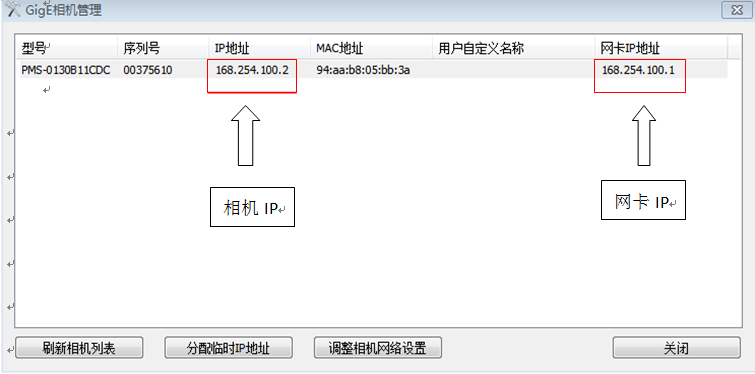 GigE相机管理
型号 序列号 IP地址 MAC地址 用户自定义名称 网卡IP地址
PMS-0130B11CDC 00375610 168.254.100.2 94:aa:b8:05:bb:3a 168.254.100.1
相机 IP 网卡 IP
刷新相机列表 分配临时IP地址 调整相机网络设置 关闭